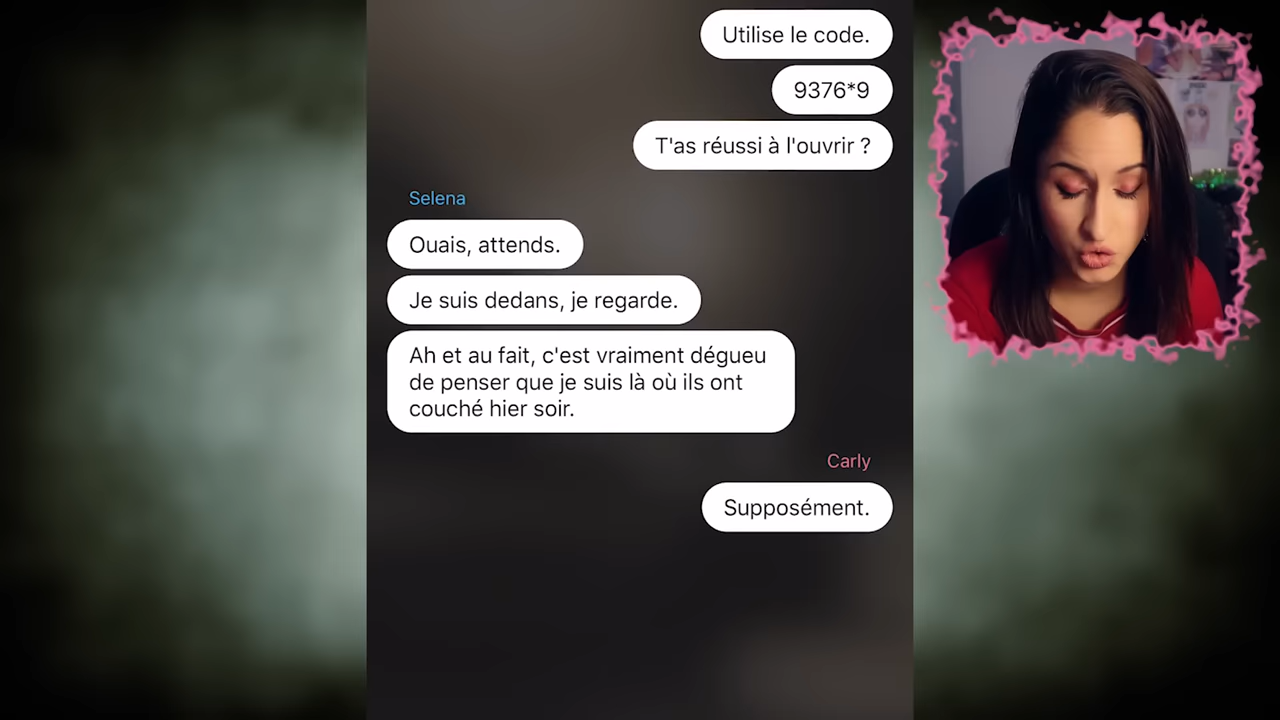 Utilise le code.
9376*9
T'as réussi à l'ouvrir ?
Selena
Ouais, attends.
Je suis dedans, je regarde.
Ah et au fait, c'est vraiment dégueu
de penser que je suis là où ils ont
couché hier soir.
Carly
Supposément.